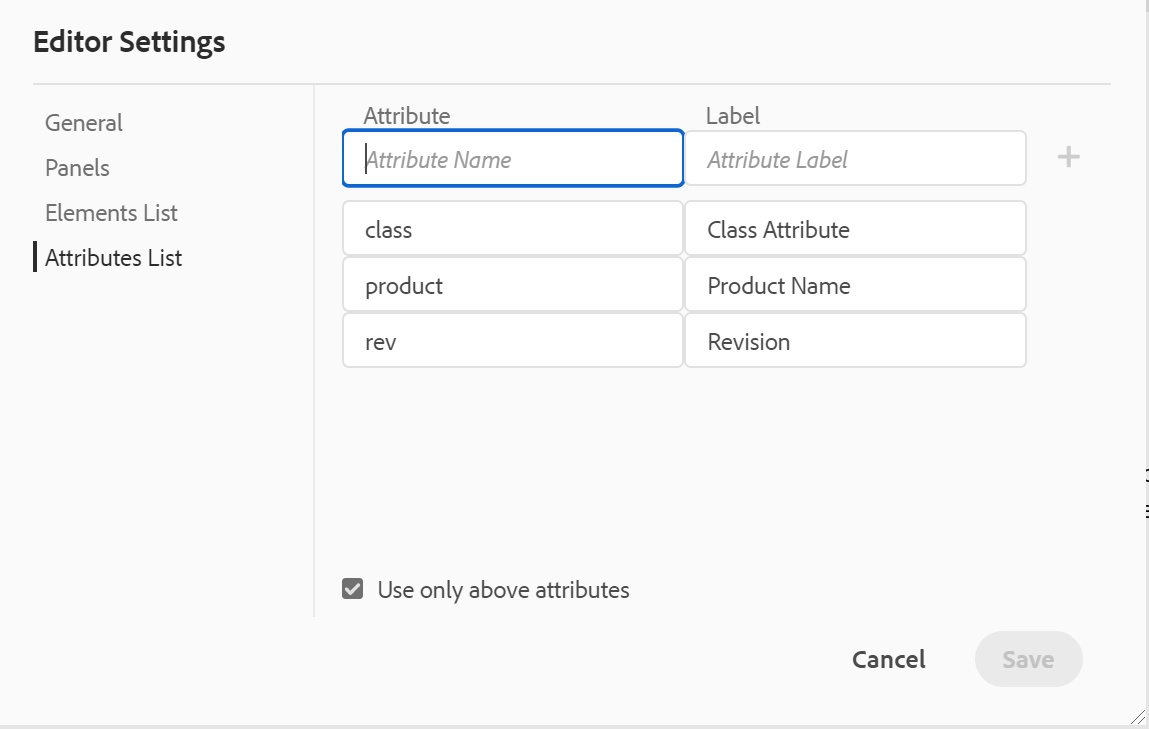 Editor Settings
General
Panels
Elements List
Attributes List
Attribute Label
Attribute Name Attribute Label
class Class Attribute
product Product Name
rev Revision
Use only above attributes
Cancel Save